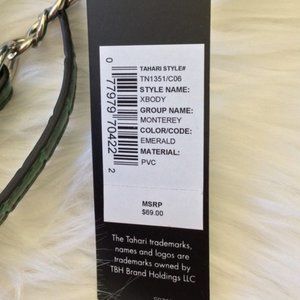 TAHARI STYLE#
TN1351/C06
STYLE NAME:
XBODY
GROUP NAME:
MONTEREY
COLOR/CODE:
EMERALD
MATERIAL:
PVC
MSRP
$69.00
0 77979 70422 2
The Tahari trademarks,
names and logos are
trademarks owned by
TBH Brand Holdings LLC